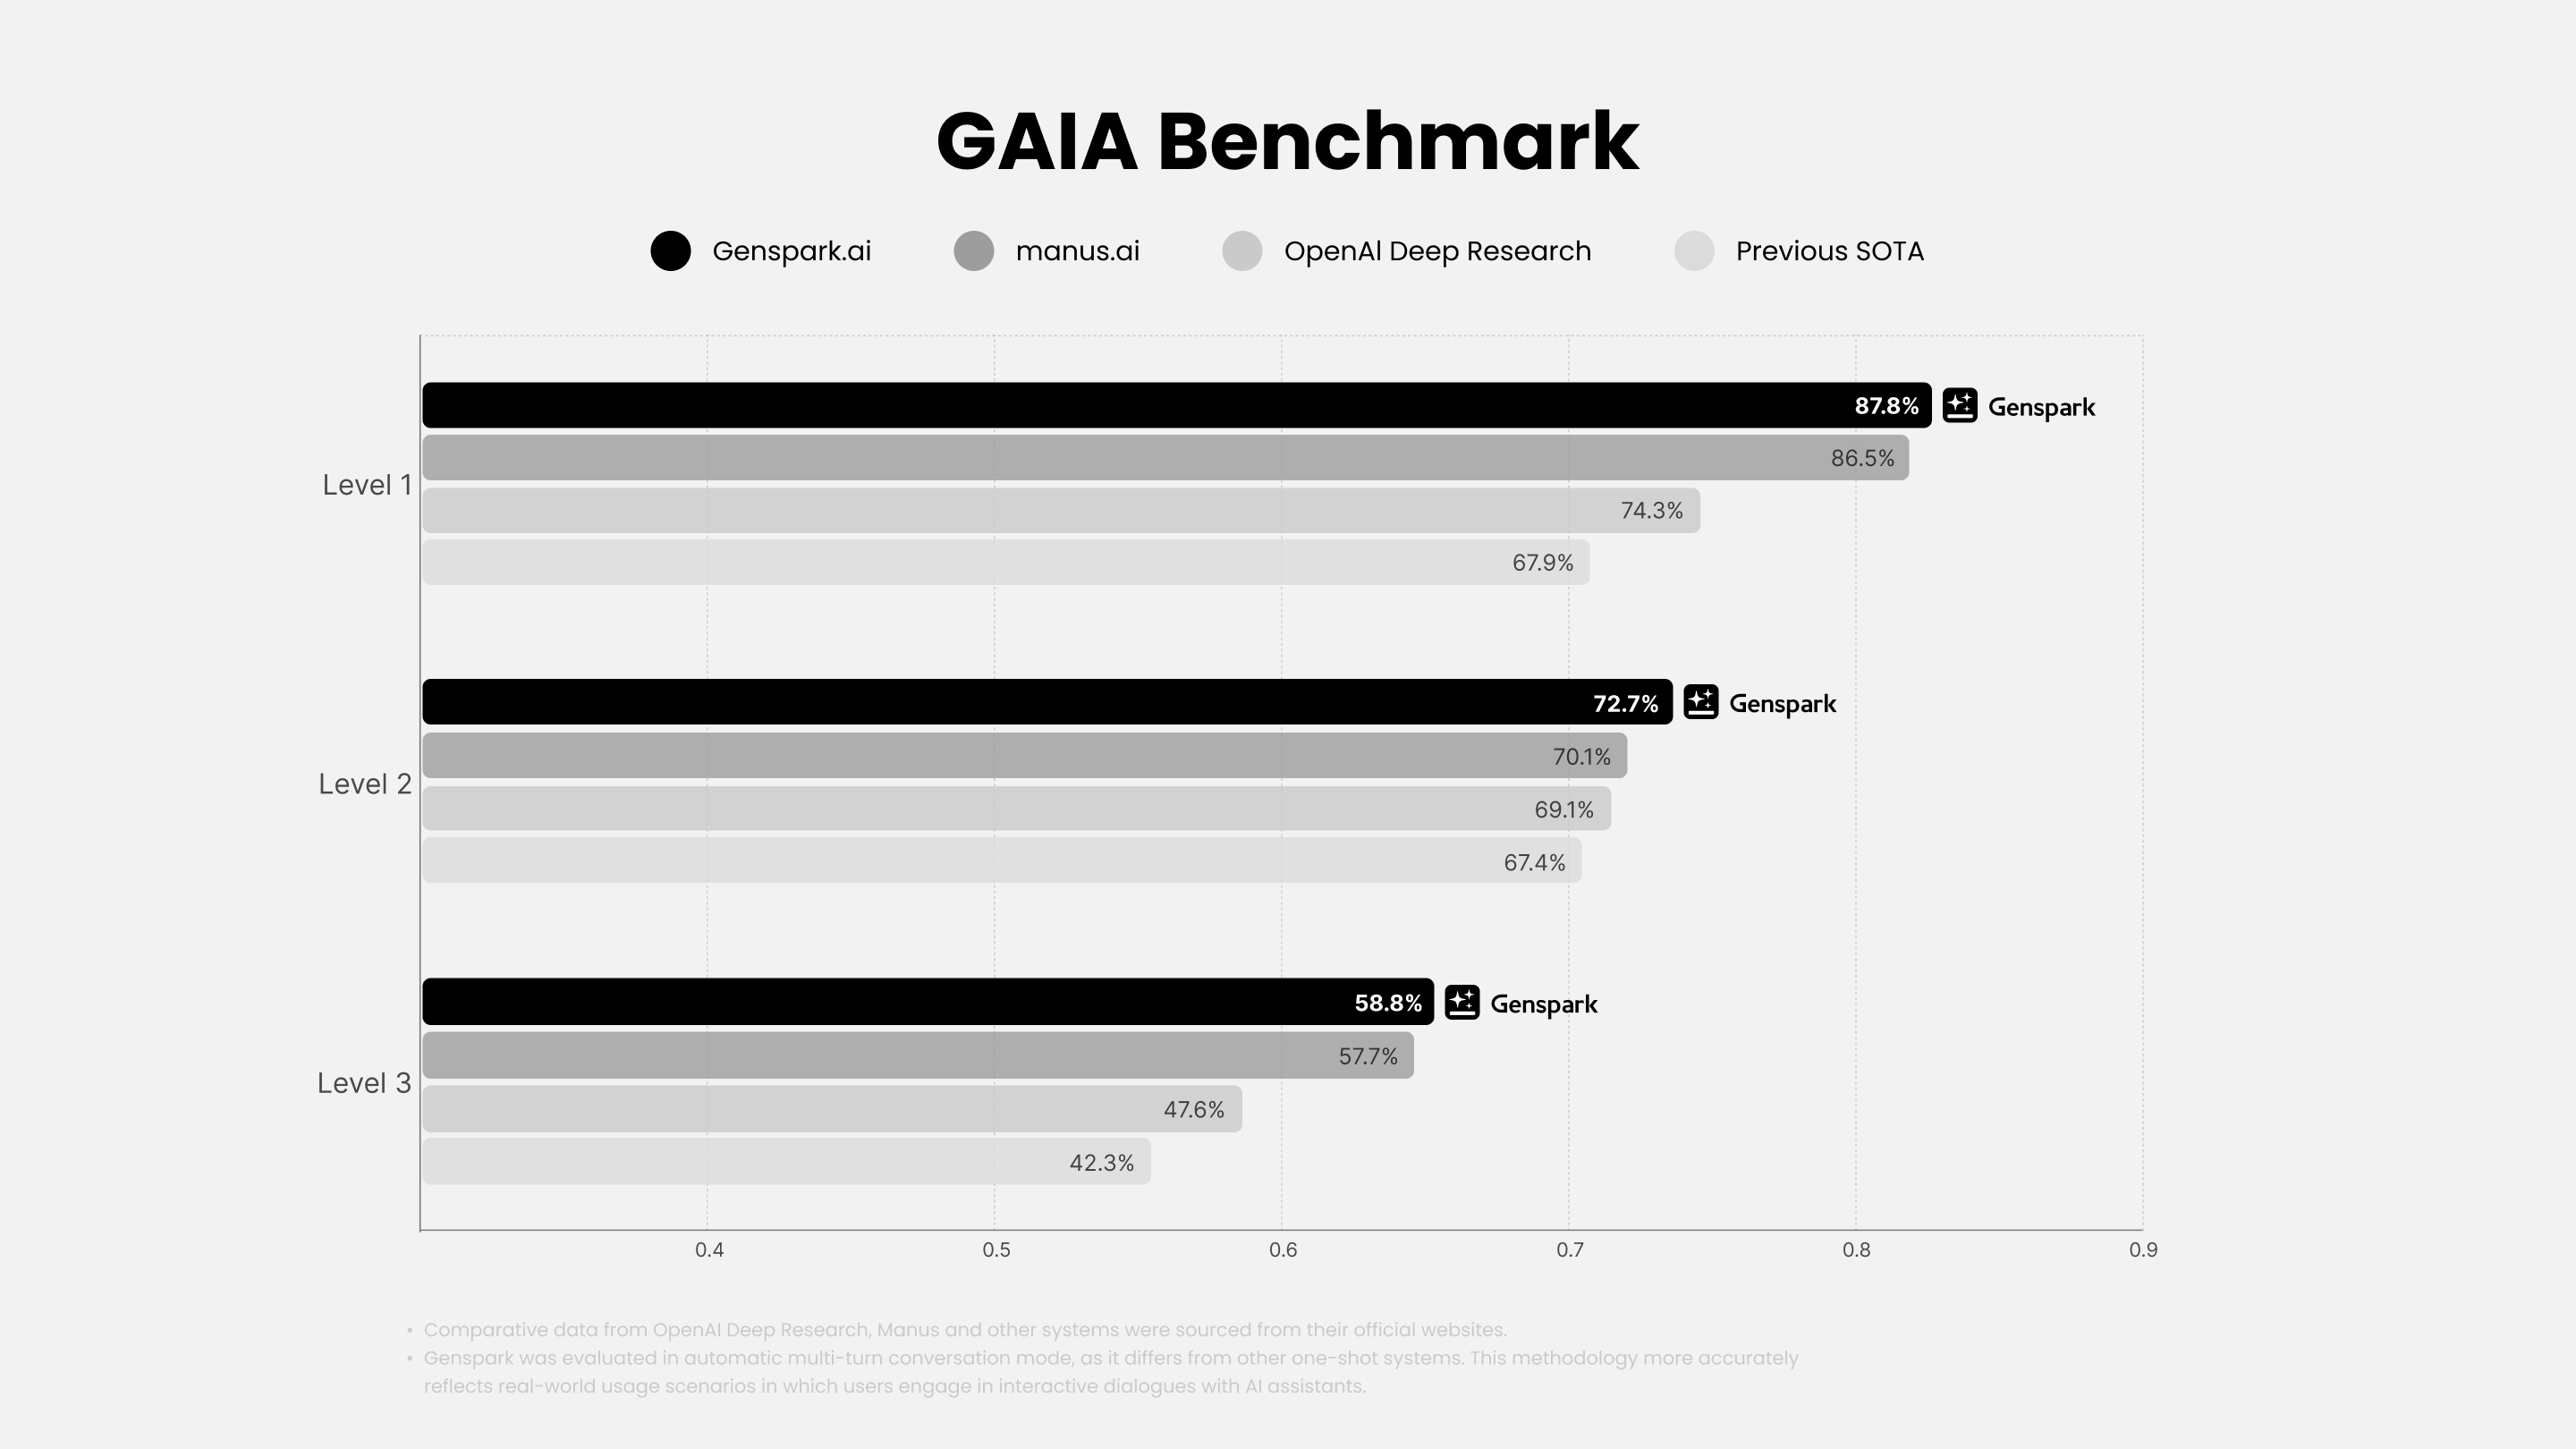 GAIA Benchmark
Genspark.ai
manus.ai
OpenAI Deep Research
Previous SOTA
Level 1
87.8%
Genspark
86.5%
74.3%
67.9%
Level 2
72.7%
Genspark
70.1%
69.1%
67.4%
Level 3
58.8%
Genspark
57.7%
47.6%
42.3%
0.4
0.5
0.6
0.7
0.8
0.9
• Comparative data from OpenAI Deep Research, Manus and other systems were sourced from their official websites.
• Genspark was evaluated in automatic multi-turn conversation mode, as it differs from other one-shot systems. This methodology more accurately
reflects real-world usage scenarios in which users engage in interactive dialogues with AI assistants.